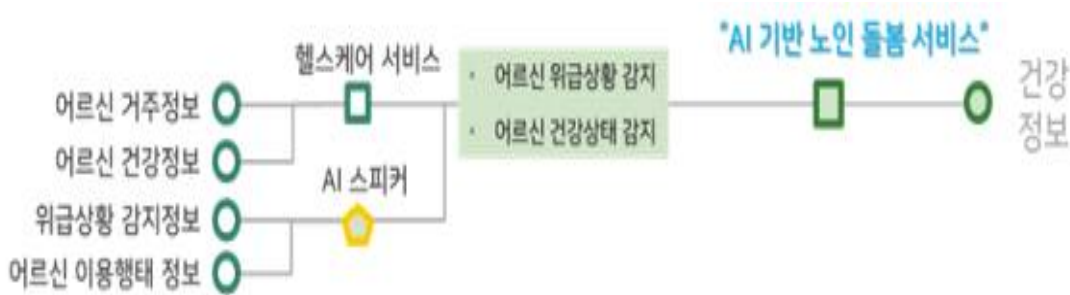 "AI 기반 노인 돌봄 서비스"
헬스케어 서비스
· 어르신 위급상황 감지
어르신 거주정보
· 어르신 건강상태 감지
건강
정보
어르신 건강정보
AI 스피커
위급상황 감지정보
어르신 이용행태 정보